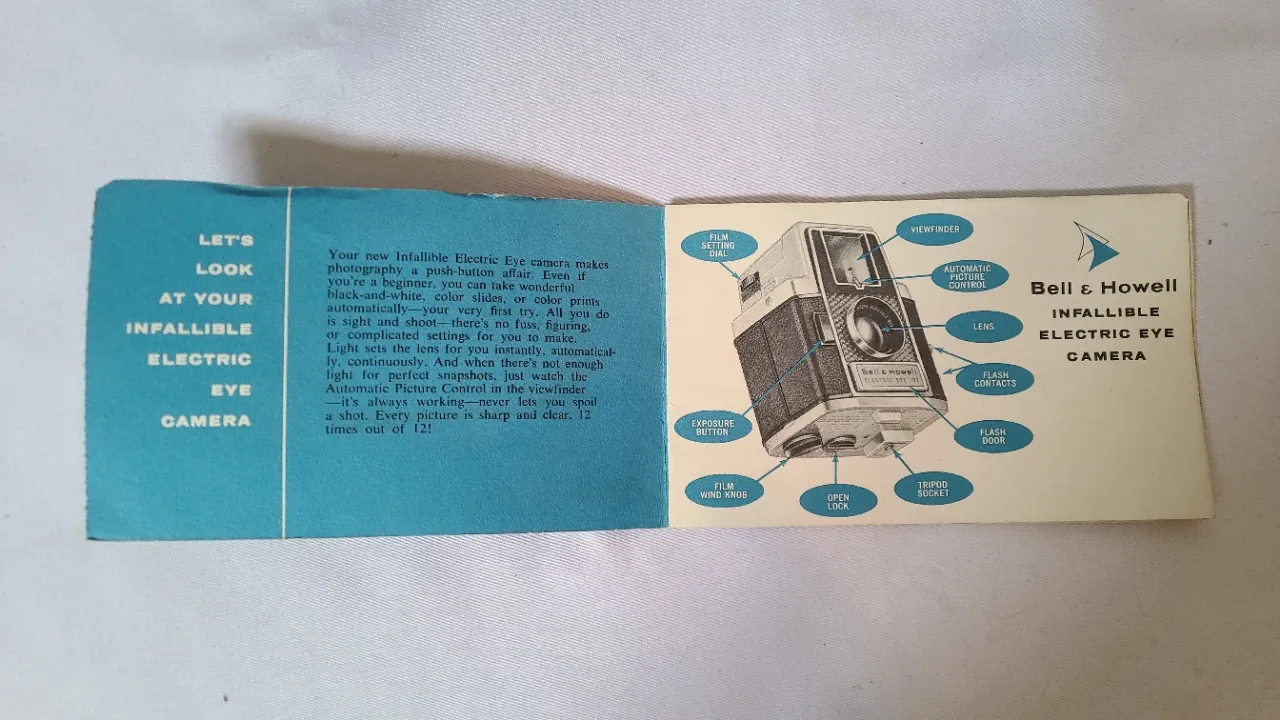 LET'S
LOOK
AT YOUR
INFALLIBLE
ELECTRIC
EYE
CAMERA
Your new Infallible Electric Eye camera makes
photography a push-button affair. Even if
you're a beginner, you can take wonderful
black-and-white, color slides, or color prints
automatically—your very first try. All you do
is sight and shoot—there's no fuss, figuring,
or complicated settings for you to make.
Light sets the lens for you instantly, automatical-
ly, continuously. And when there's not enough
light for perfect snapshots, just watch the
Automatic Picture Control in the viewfinder
—it's always working—never lets you spoil
a shot. Every picture is sharp and clear, 12
times out of 12!
FILM
SETTING
DIAL
VIEWFINDER
AUTOMATIC
PICTURE
CONTROL
LENS
FLASH
CONTACTS
Bell & Howell
ELECTRIC EYE 127
EXPOSURE
BUTTON
FLASH
DOOR
FILM
WIND KNOB
OPEN
LOCK
TRIPOD
SOCKET
Bell & Howell
INFALLIBLE
ELECTRIC EYE
CAMERA